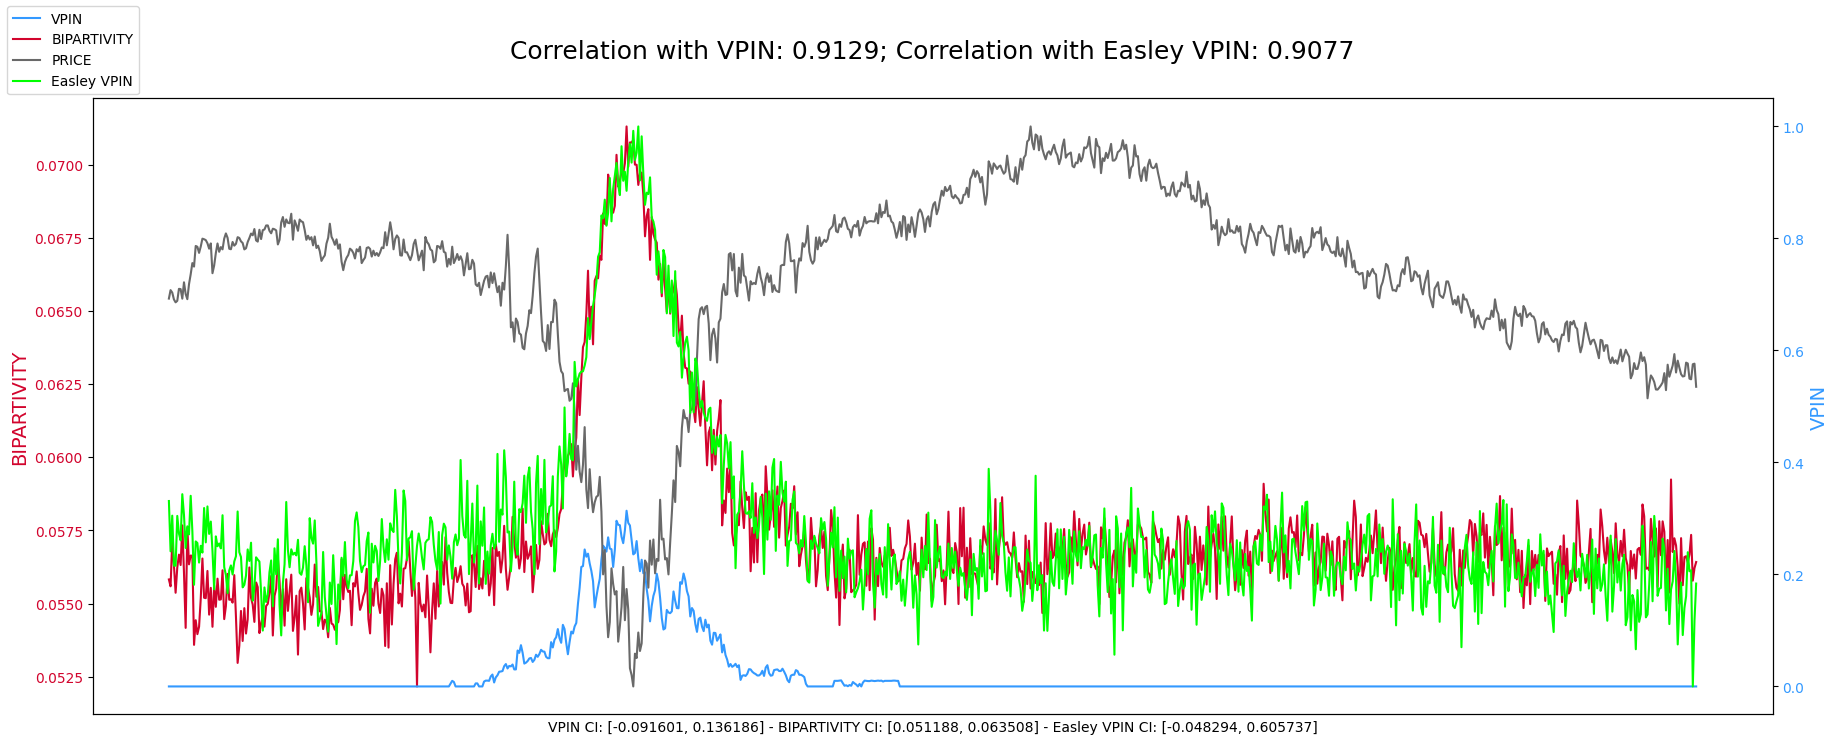 VPIN
BIPARTIVITY
PRICE
Easley VPIN
Correlation with VPIN: 0.9129; Correlation with Easley VPIN: 0.9077
BIPARTIVITY
0.0700
0.0675
0.0650
0.0625
0.0600
0.0575
0.0550
0.0525
1.0
0.8
0.6
0.4
0.2
0.0
VPIN
VPIN CI: [-0.091601, 0.136186] - BIPARTIVITY CI: [0.051188, 0.063508] - Easley VPIN CI: [-0.048294, 0.605737]